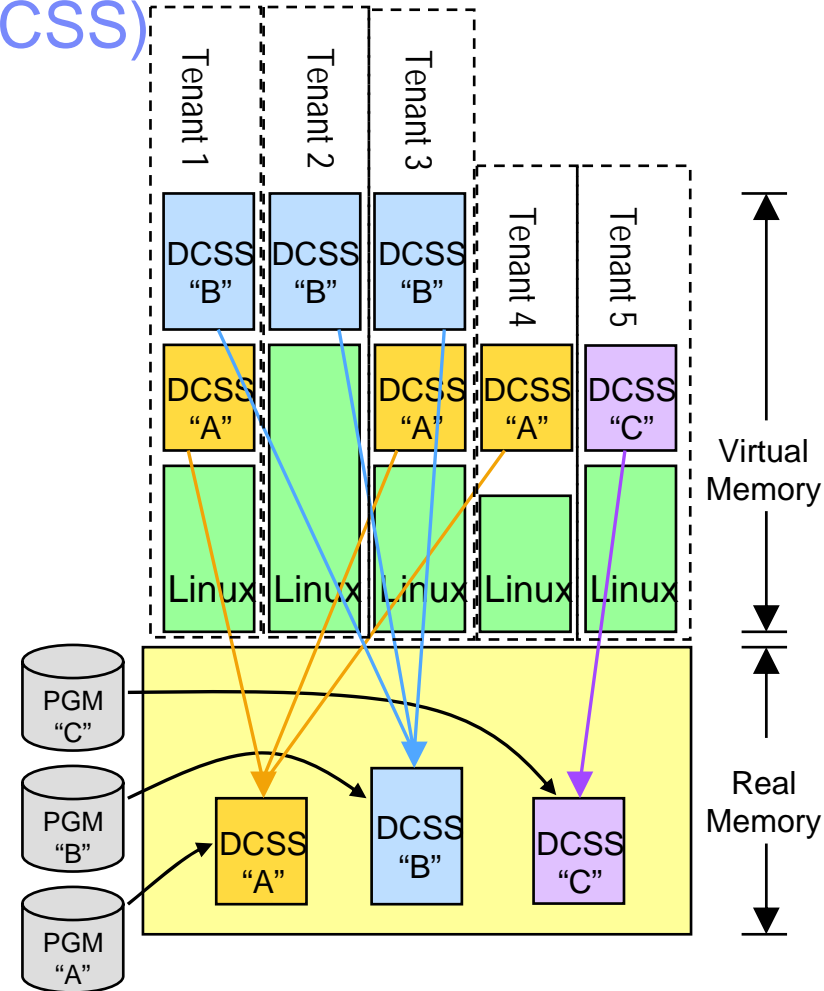 CSS)
Tenant 1
Tenant 2
Tenant 3
Tenant 4
Tenant 5
DCSS
“B”
DCSS
“B”
DCSS
“B”
DCSS
“A”
DCSS
“A”
DCSS
“A”
DCSS
“C”
Linux
Linux
Linux
Linux
Linux
Virtual
Memory
PGM
“C”
PGM
“B”
PGM
“A”
DCSS
“A”
DCSS
“B”
DCSS
“C”
Real
Memory